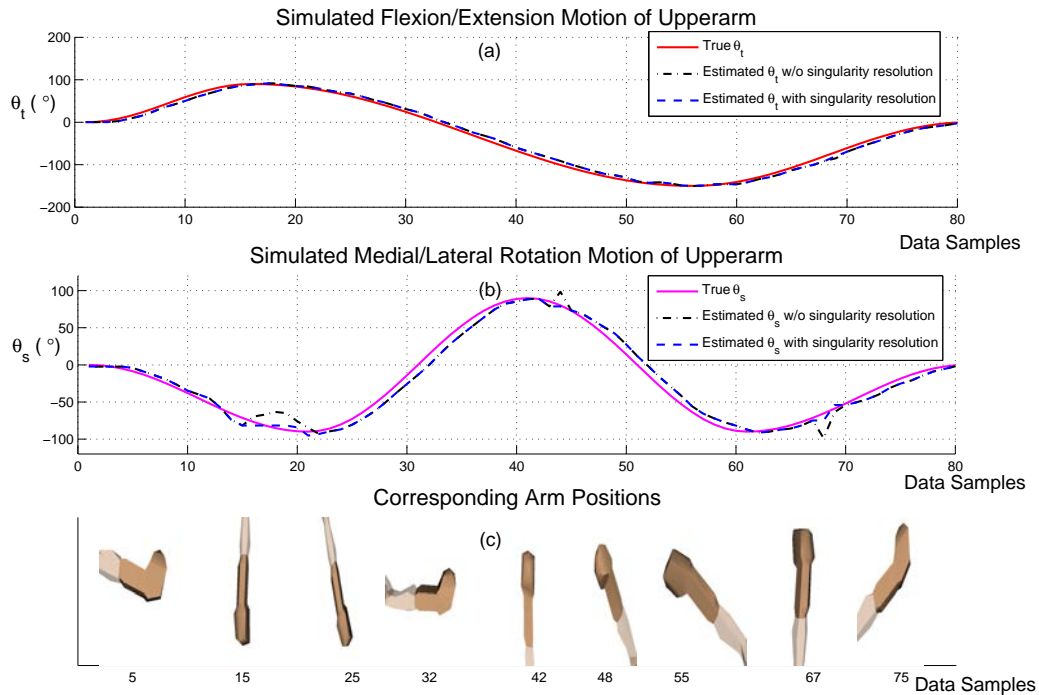 Simulated Flexion/Extension Motion of Upperarm
(a)
200
100
0
−100
−200
θt ( °)
True θt
Estimated θt w/o singularity resolution
Estimated θt with singularity resolution
0 10 20 30 40 50 60 70 80
Data Samples
Simulated Medial/Lateral Rotation Motion of Upperarm
(b)
100
50
0
−50
−100
θs ( °)
True θs
Estimated θs w/o singularity resolution
Estimated θs with singularity resolution
0 10 20 30 40 50 60 70 80
Data Samples
Corresponding Arm Positions
(c)
5 15 25 32 42 48 55 67 75
Data Samples